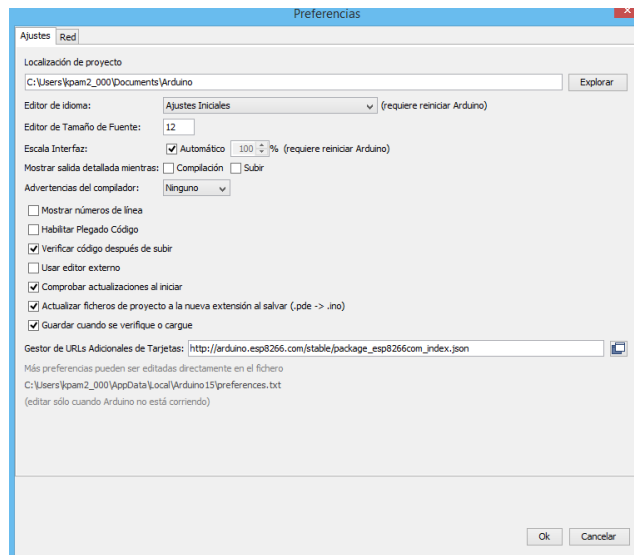 Preferencias
Ajustes Red
Localización de proyecto
C:\Users\kpam2_000\Documents\Arduino Explorar
Editor de idioma: Ajustes Iniciales (requiere reiniciar Arduino)
Editor de Tamaño de Fuente: 12
Escala Interfaz: Automático 100 % (requiere reiniciar Arduino)
Mostrar salida detallada mientras: Compilación Subir
Advertencias del compilador: Ninguno
Mostrar números de línea
Habilitar Plegado Código
Verificar código después de subir
Usar editor externo
Comprobar actualizaciones al iniciar
Actualizar ficheros de proyecto a la nueva extensión al salvar (.pde -> .ino)
Guardar cuando se verifique o cargue
Gestor de URLs Adicionales de Tarjetas: http://arduino.esp8266.com/stable/package_esp8266com_index.json
Más preferencias pueden ser editadas directamente en el fichero
C:\Users\kpam2_000\AppData\Local\Arduino15\preferences.txt
(editar sólo cuando Arduino no está corriendo)
Ok Cancelar